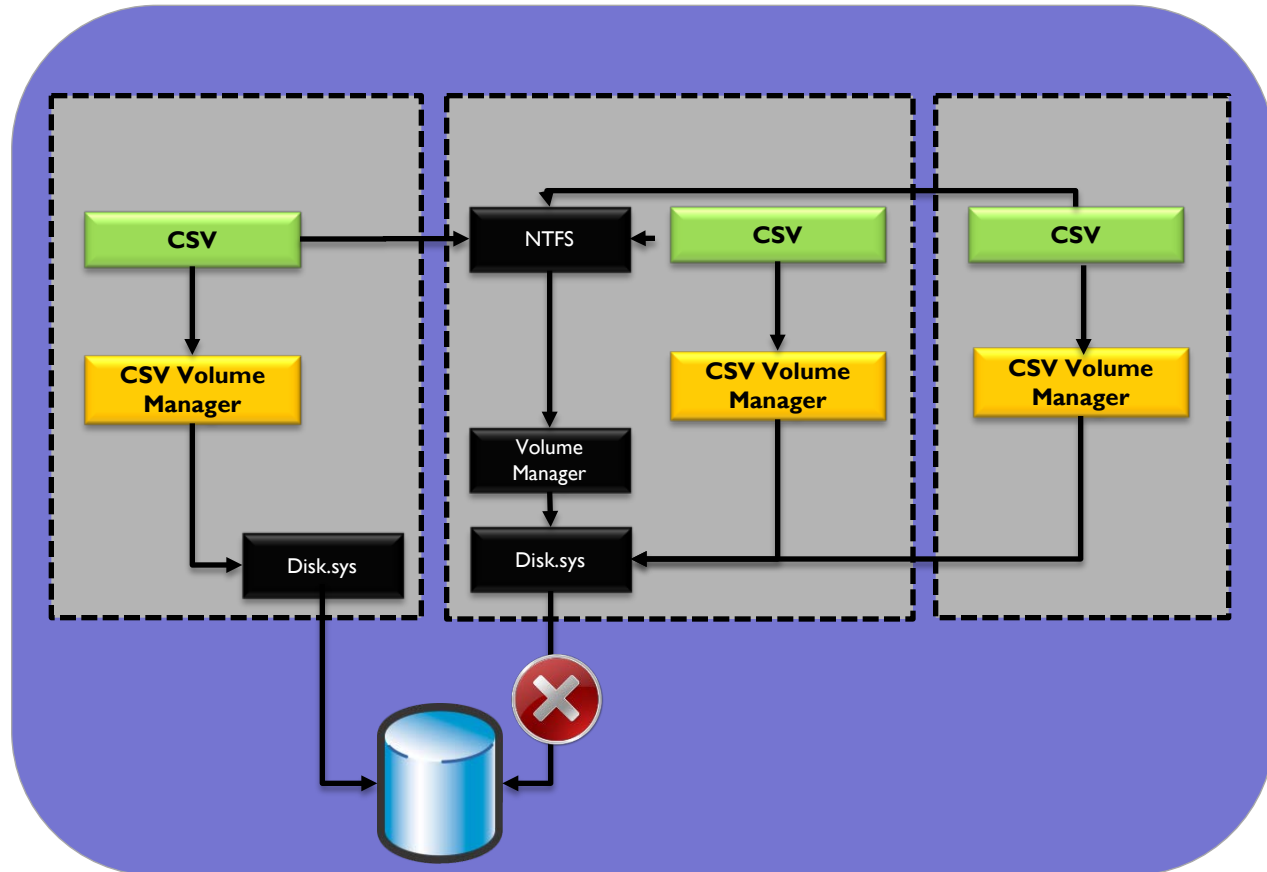 CSV
NTFS
CSV
CSV
CSV Volume
Manager
CSV Volume
Manager
CSV Volume
Manager
Volume
Manager
Disk.sys
Disk.sys